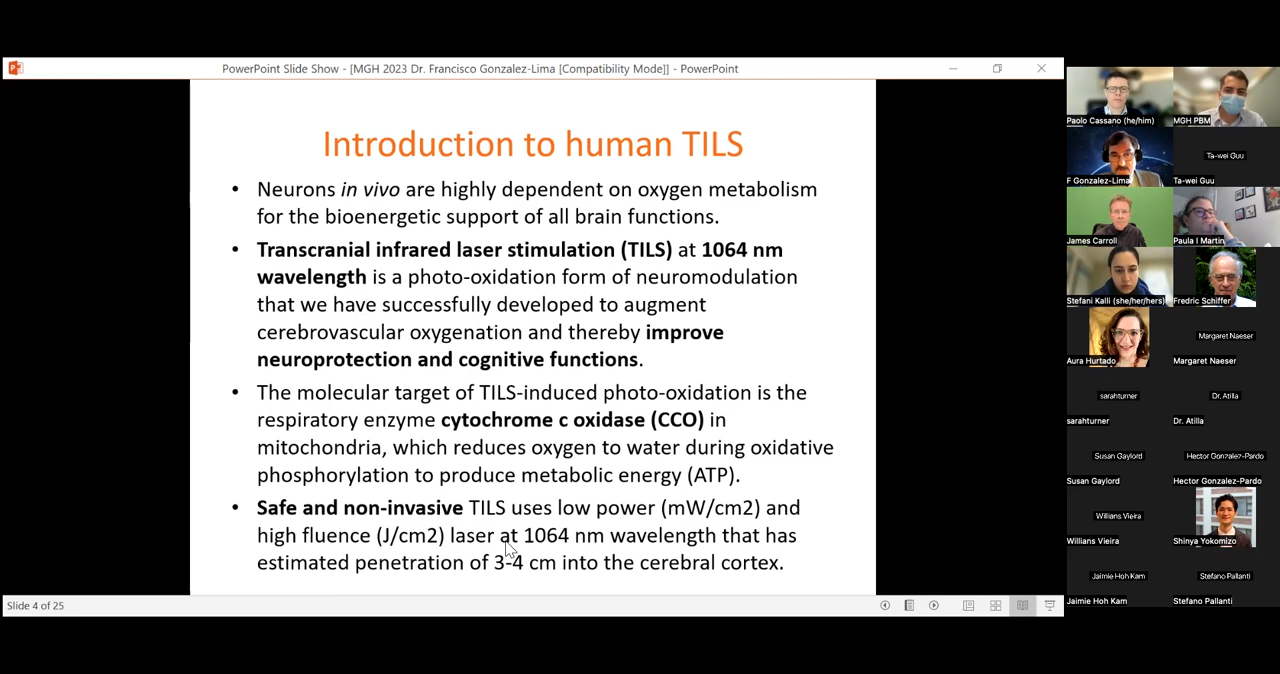 PowerPoint Slide Show - [MGH 2023 Dr. Francisco Gonzalez-Lima [Compatibility Mode]] - PowerPoint
Introduction to human TILS
• Neurons in vivo are highly dependent on oxygen metabolism
for the bioenergetic support of all brain functions.
• Transcranial infrared laser stimulation (TILS) at 1064 nm
wavelength is a photo-oxidation form of neuromodulation
that we have successfully developed to augment
cerebrovascular oxygenation and thereby improve
neuroprotection and cognitive functions.
• The molecular target of TILS-induced photo-oxidation is the
respiratory enzyme cytochrome c oxidase (CCO) in
mitochondria, which reduces oxygen to water during oxidative
phosphorylation to produce metabolic energy (ATP).
• Safe and non-invasive TILS uses low power (mW/cm2) and
high fluence (J/cm2) laser at 1064 nm wavelength that has
estimated penetration of 3-4 cm into the cerebral cortex.
Slide 4 of 25
Paolo Cassano (he/him)
MGH PBM
F Gonzalez-Lima
Ta-wei Guu
Ta-wei Guu
James Carroll
Paula I Martin
Stefani Kalli (she/her/hers)
Fredric Schiffer
Aura Hurtado
Margaret Naeser
Margaret Naeser
sarahturner
sarahturner
Dr. Atilla
Dr. Atilla
Susan Gaylord
Susan Gaylord
Hector Gonzalez-Pardo
Hector Gonzalez-Pardo
Willians Vieira
Willians Vieira
Shinya Yokomizo
Jaimie Hoh Kam
Jaimie Hoh Kam
Stefano Pallanti
Stefano Pallanti